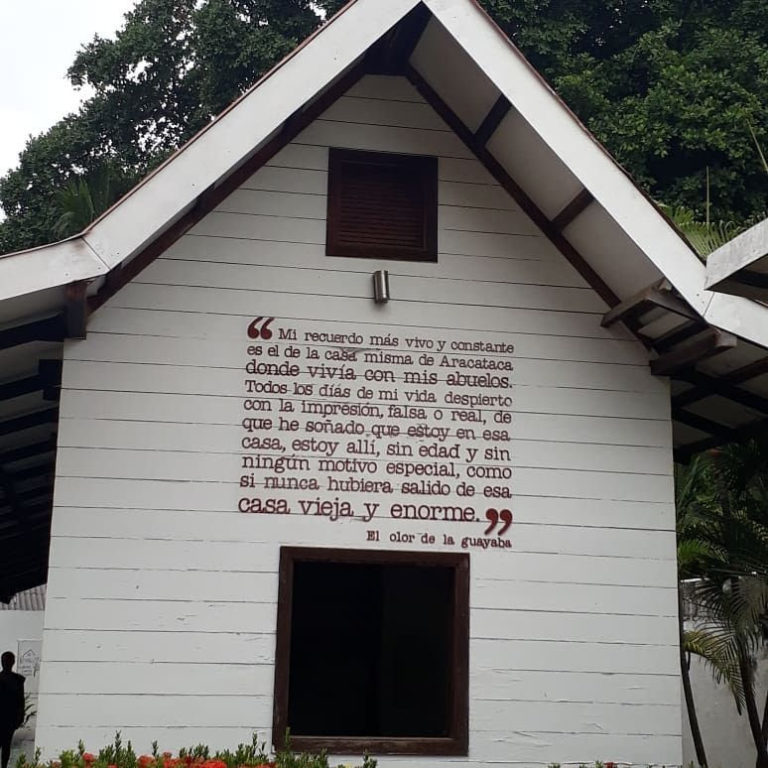 “ Mi recuerdo más vivo y constante
es el de la casa misma de Aracataca
donde vivía con mis abuelos.
Todos los días de mi vida despierto
con la impresión, falsa o real, de
que he soñado que estoy en esa
casa, estoy allí, sin edad y sin
ningún motivo especial, como
si nunca hubiera salido de esa
casa vieja y enorme. ”
El olor de la guayaba